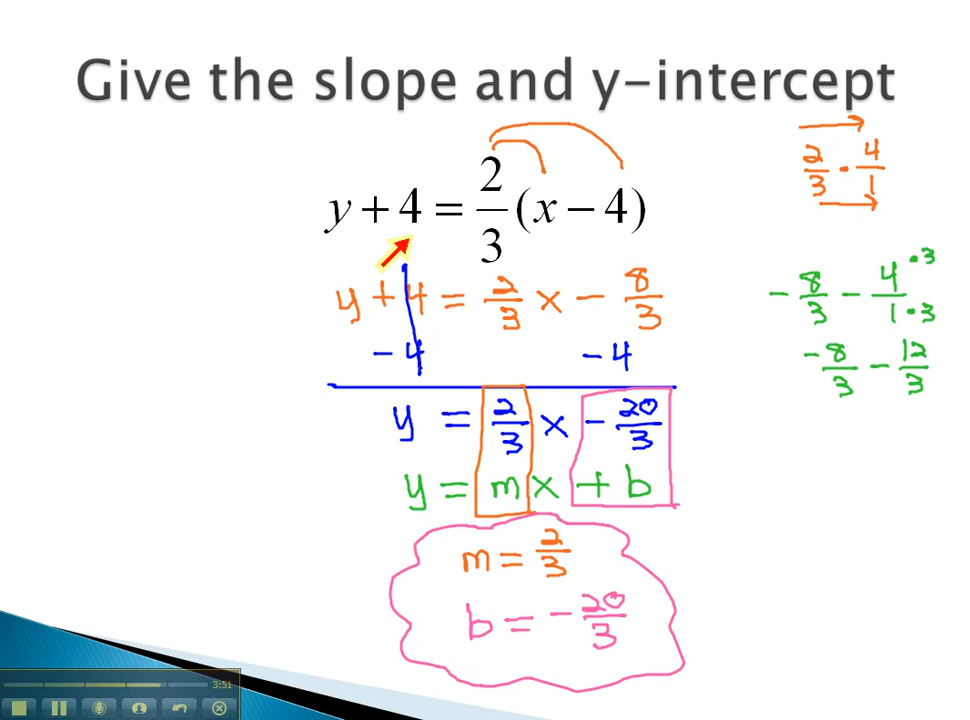 Give the slope and y-intercept
y + 4 = 2/3 (x − 4)
2/3 · 4/1
y + 4 = 2/3 x − 8/3
− 4 − 4
− 8/3 − 4/1 · 3 · 3
− 8/3 − 12/3
y = 2/3 x − 20/3
y = m x + b
m = 2/3
b = − 20/3
3:51